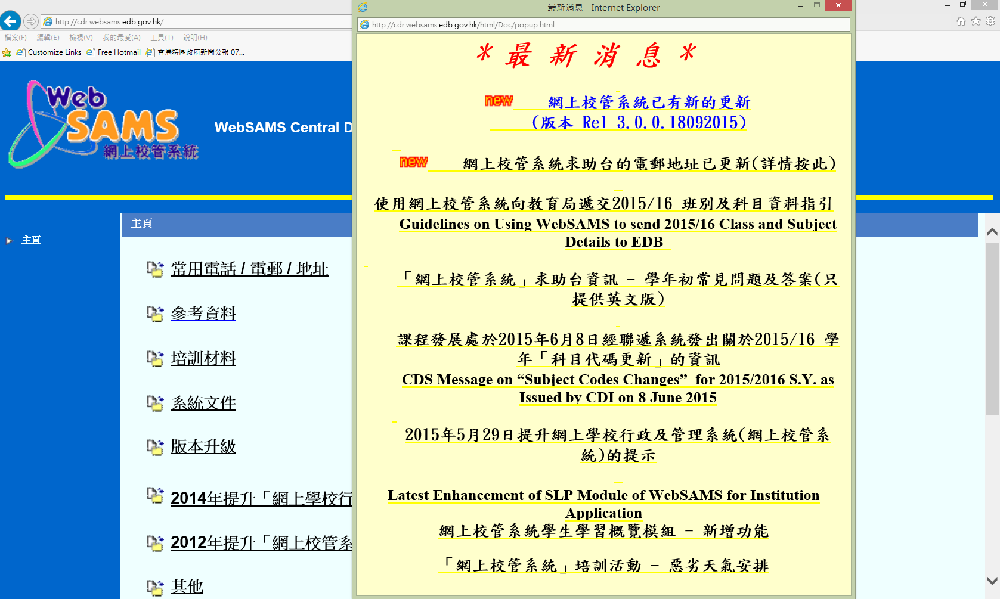 最新消息 - Internet Explorer
http://cdr.websams.edb.gov.hk/
http://cdr.websams.edb.gov.hk/html/Doc/popup.html
檔案(F) 編輯(E) 檢視(V) 我的最愛(A) 工具(T) 說明(H)
Customize Links Free Hotmail 香港特區政府新聞公報 07...
Web
SAMS
網上校管系統
WebSAMS Central D
主頁
主頁
常用電話 / 電郵 / 地址
參考資料
培訓材料
系統文件
版本升級
2014年提升「網上學校行
2012年提升「網上校管系
其他
*最新消息*
new 網上校管系統已有新的更新
(版本 Rel 3.0.0.18092015)
new 網上校管系統求助台的電郵地址已更新(詳情按此)
使用網上校管系統向教育局遞交2015/16 班別及科目資料指引
Guidelines on Using WebSAMS to send 2015/16 Class and Subject
Details to EDB
「網上校管系統」求助台資訊 - 學年初常見問題及答案(只
提供英文版)
課程發展處於2015年6月8日經聯遞系統發出關於2015/16 學
年「科目代碼更新」的資訊
CDS Message on “Subject Codes Changes” for 2015/2016 S.Y. as
Issued by CDI on 8 June 2015
2015年5月29日提升網上學校行政及管理系統(網上校管系
統)的提示
Latest Enhancement of SLP Module of WebSAMS for Institution
Application
網上校管系統學生學習概覽模組 - 新增功能
「網上校管系統」培訓活動 - 惡劣天氣安排